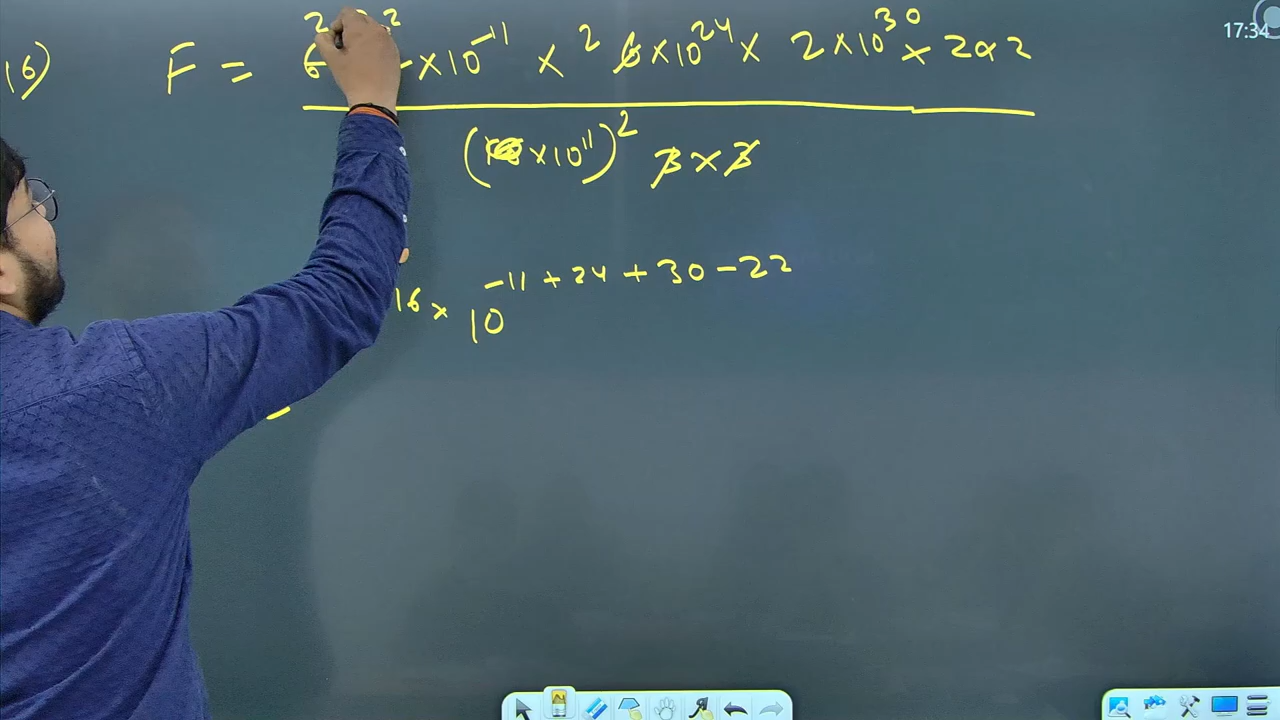 17:34
16) F = 6 × 10⁻¹¹ × 2 6 × 10²⁴ × 2 × 10³⁰ × 2 × 2
( × 10¹¹)² 3 × 3
16 × 10⁻¹¹⁺²⁴⁺³⁰⁻²²